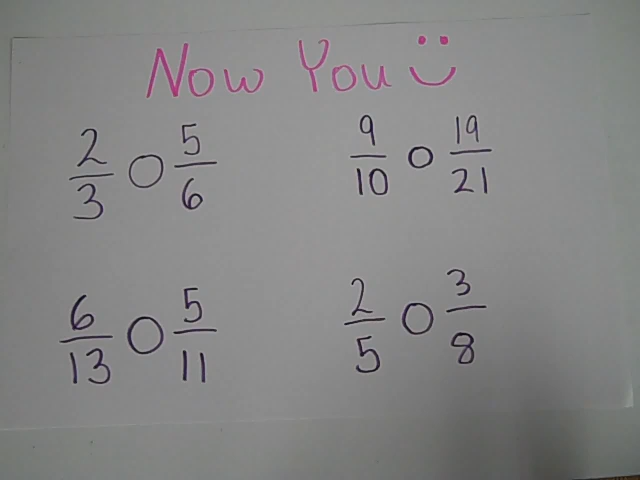 Now You
2/3 ○ 5/6
9/10 ○ 19/21
6/13 ○ 5/11
2/5 ○ 3/8